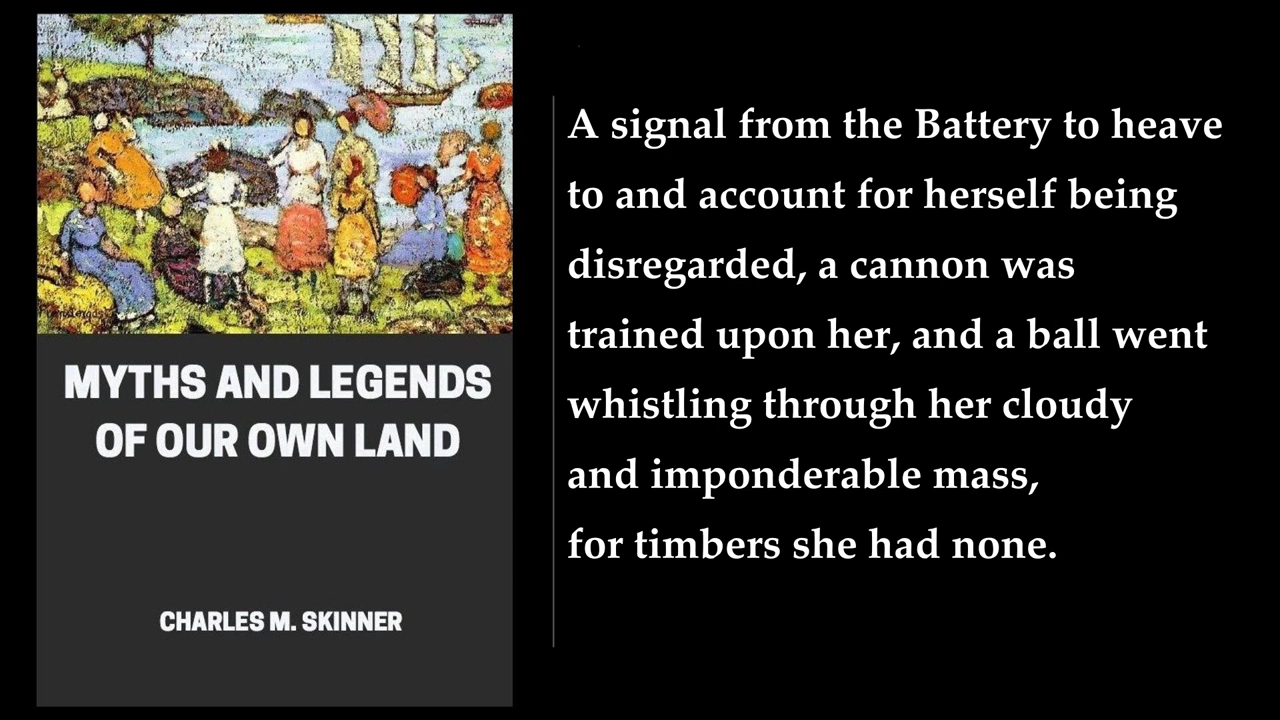 MYTHS AND LEGENDS
OF OUR OWN LAND
CHARLES M. SKINNER
A signal from the Battery to heave
to and account for herself being
disregarded, a cannon was
trained upon her, and a ball went
whistling through her cloudy
and imponderable mass,
for timbers she had none.